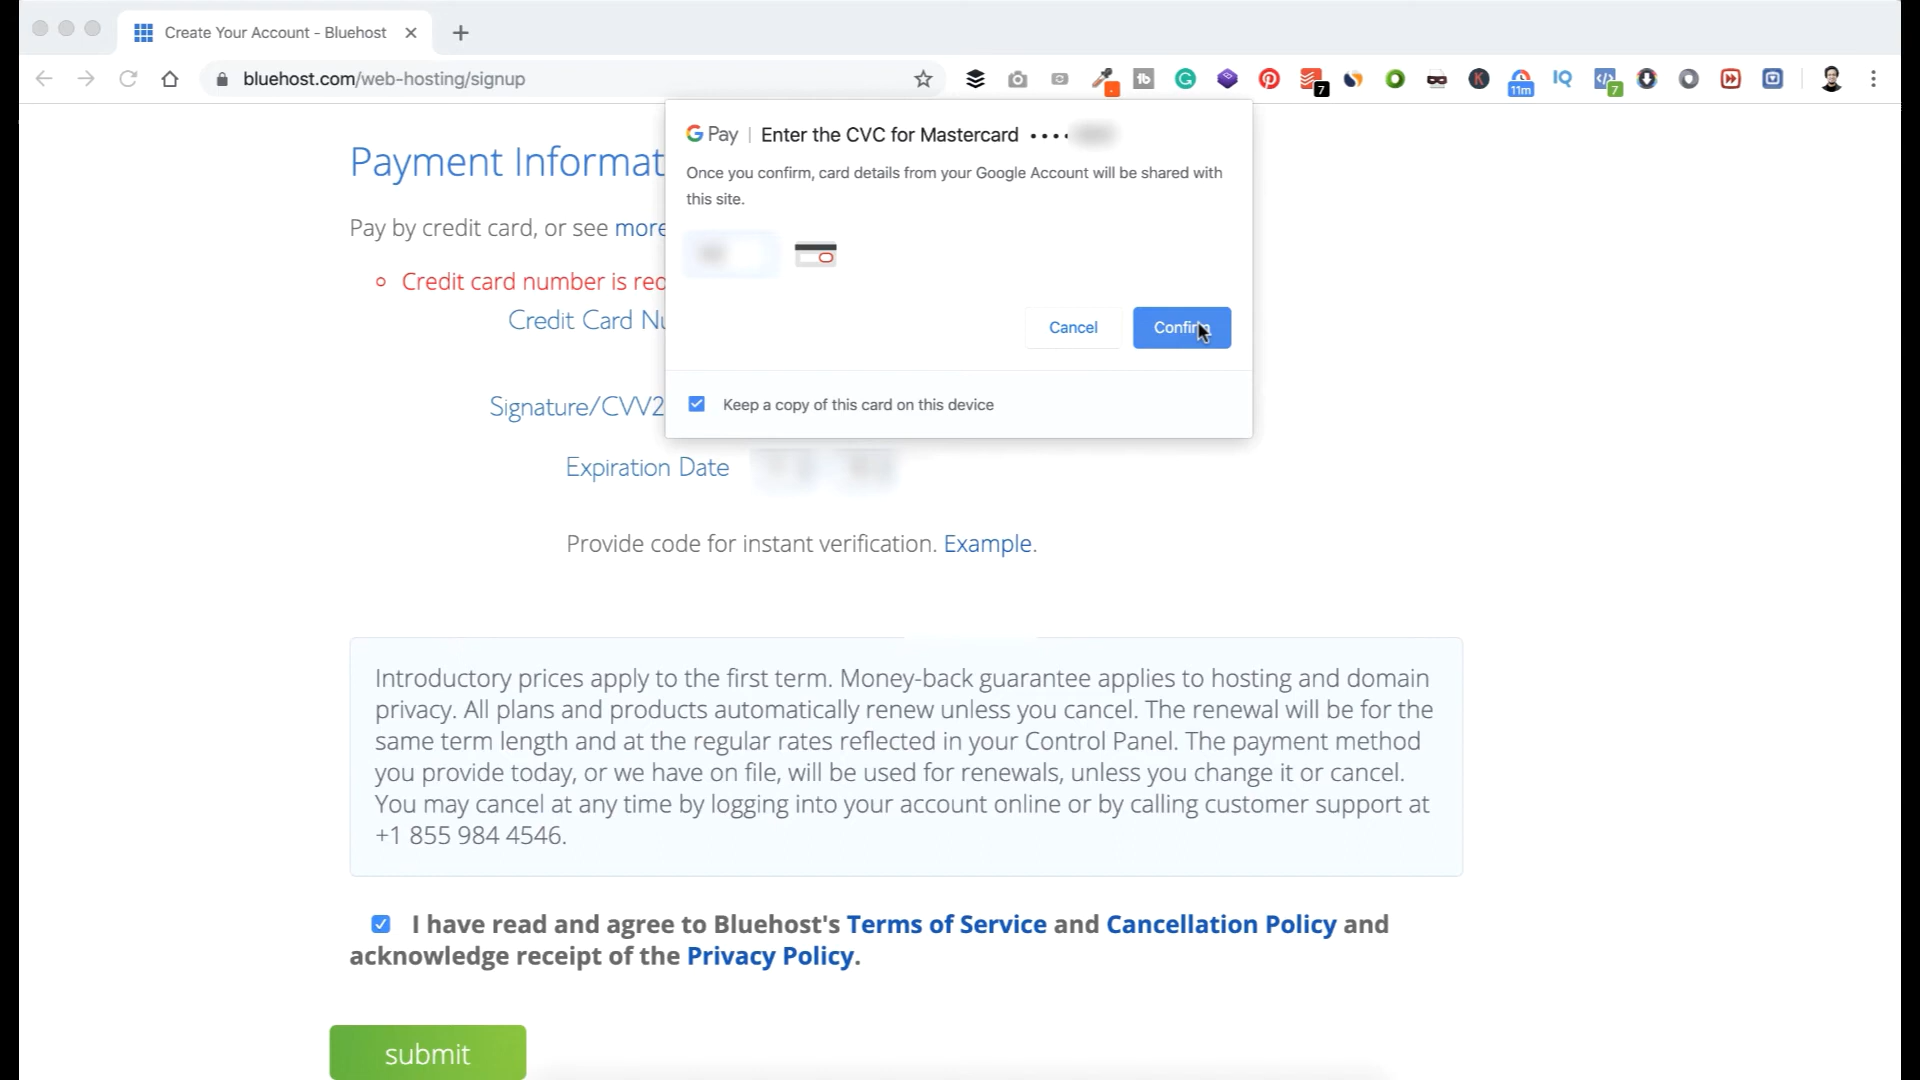 Create Your Account - Bluehost
bluehost.com/web-hosting/signup
7
11m
7
G Pay | Enter the CVC for Mastercard ••••
Once you confirm, card details from your Google Account will be shared with
this site.
Cancel
Confirm
Keep a copy of this card on this device
Payment Informat
Pay by credit card, or see more
Credit card number is req
Credit Card Nu
Signature/CVV2
Expiration Date
Provide code for instant verification. Example.
Introductory prices apply to the first term. Money-back guarantee applies to hosting and domain
privacy. All plans and products automatically renew unless you cancel. The renewal will be for the
same term length and at the regular rates reflected in your Control Panel. The payment method
you provide today, or we have on file, will be used for renewals, unless you change it or cancel.
You may cancel at any time by logging into your account online or by calling customer support at
+1 855 984 4546.
I have read and agree to Bluehost's Terms of Service and Cancellation Policy and
acknowledge receipt of the Privacy Policy.
submit